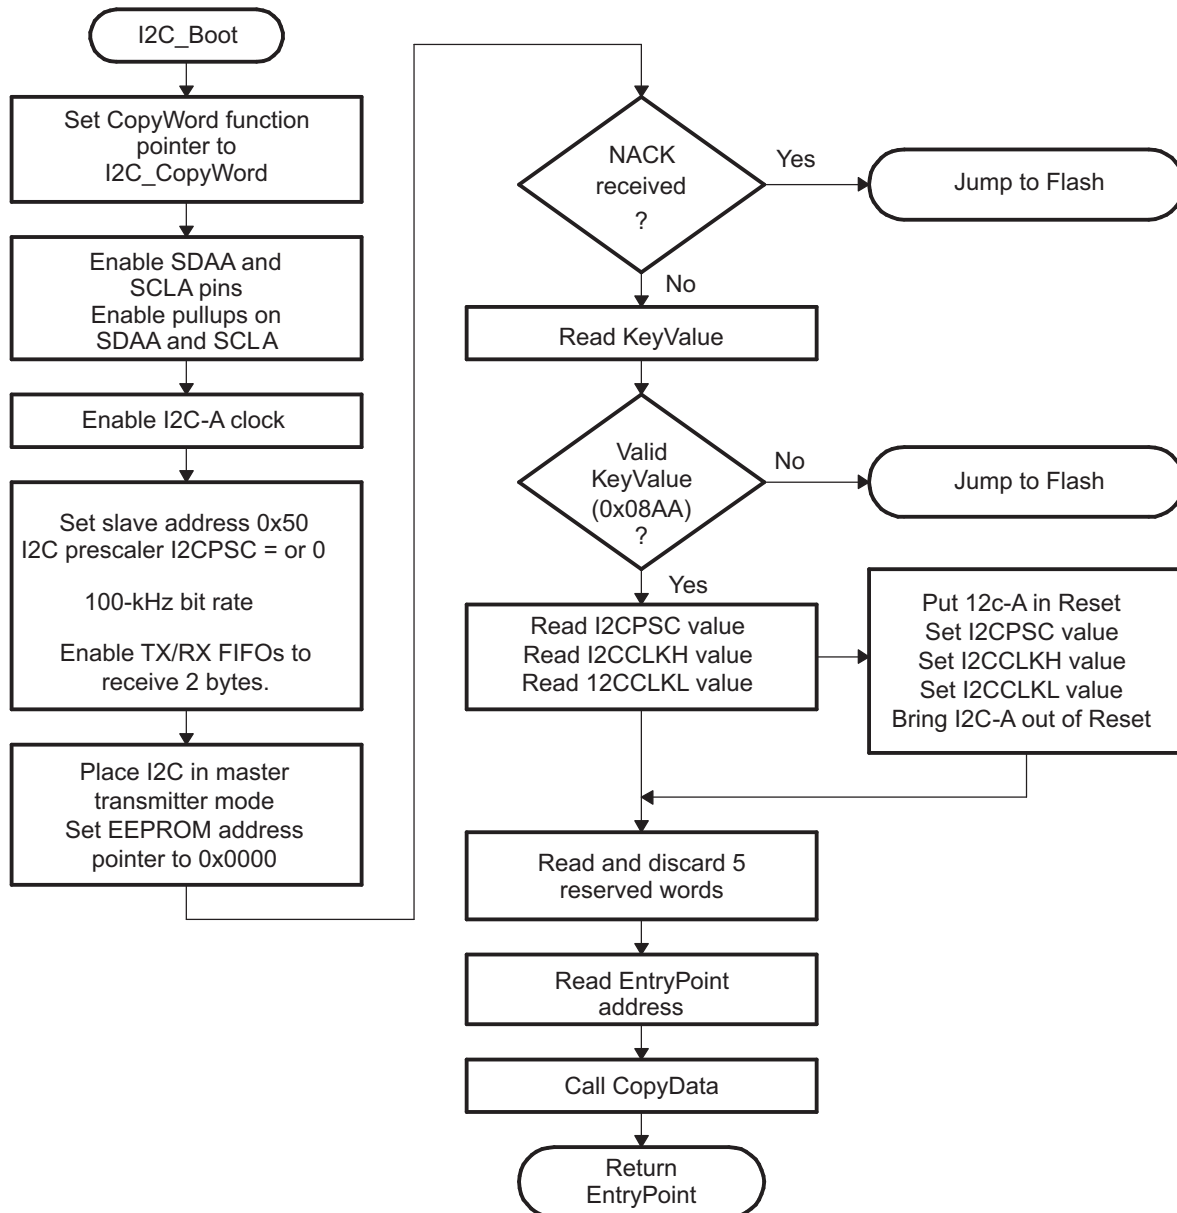 I2C_Boot
Set CopyWord function
pointer to
I2C_CopyWord
Enable SDAA and
SCLA pins
Enable pullups on
SDAA and SCLA
Enable I2C-A clock
Set slave address 0x50
I2C prescaler I2CPSC = or 0
100-kHz bit rate
Enable TX/RX FIFOs to
receive 2 bytes.
Place I2C in master
transmitter mode
Set EEPROM address
pointer to 0x0000
NACK
received
?
Yes
Jump to Flash
No
Read KeyValue
Valid
KeyValue
(0x08AA)
?
No
Jump to Flash
Yes
Read I2CPSC value
Read I2CCLKH value
Read 12CCLKL value
Put 12c-A in Reset
Set I2CPSC value
Set I2CCLKH value
Set I2CCLKL value
Bring I2C-A out of Reset
Read and discard 5
reserved words
Read EntryPoint
address
Call CopyData
Return
EntryPoint